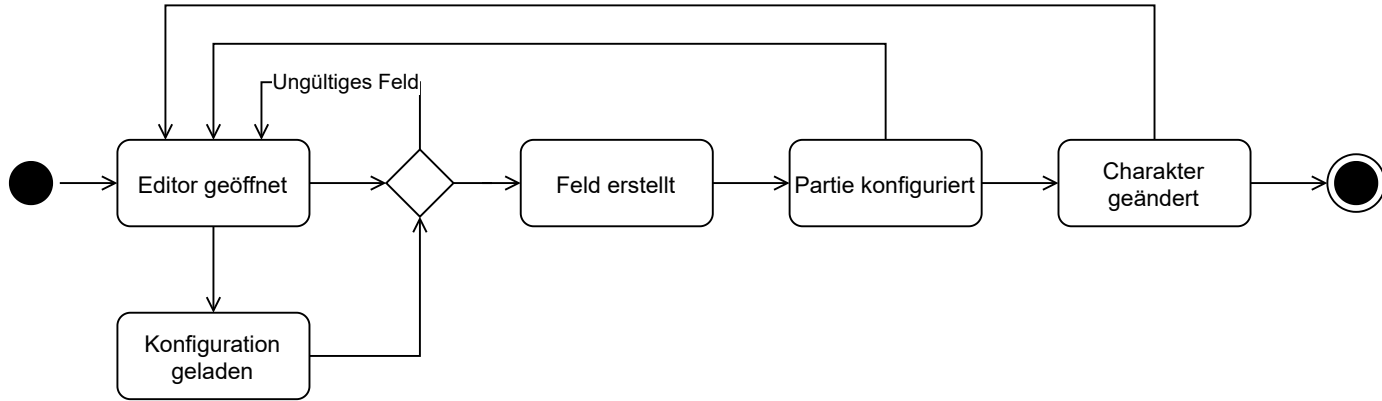 Ungültiges Feld
Editor geöffnet
Feld erstellt
Partie konfiguriert
Charakter
geändert
Konfiguration
geladen